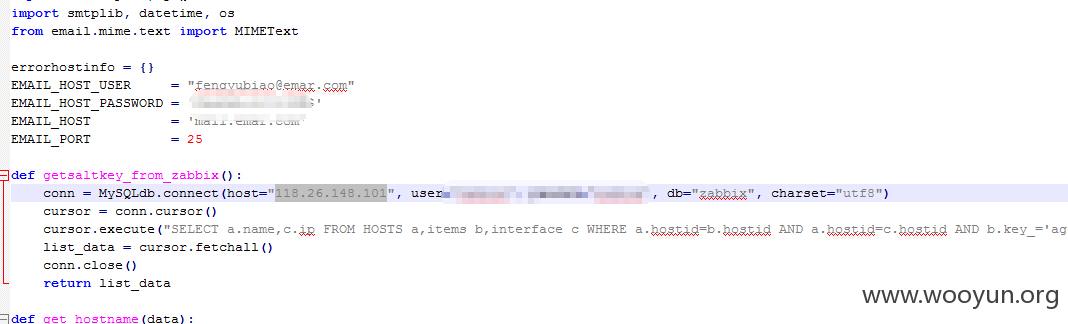 import smtplib, datetime, os
from email.mime.text import MIMEText
errorhostinfo = {}
EMAIL_HOST_USER = "fengyubiao@emar.com"
EMAIL_HOST_PASSWORD = '
EMAIL_HOST = 'mail.emar.com'
EMAIL_PORT = 25
def getsaltkey_from_zabbix():
conn = MySQLdb.connect(host="118.26.148.101", user , db="zabbix", charset="utf8")
cursor = conn.cursor()
cursor.execute("SELECT a.name,c.ip FROM HOSTS a,items b,interface c WHERE a.hostid=b.hostid AND a.hostid=c.hostid AND b.key_='ag
list_data = cursor.fetchall()
conn.close()
return list_data
www.wooyun.org
def get_hostname(data):